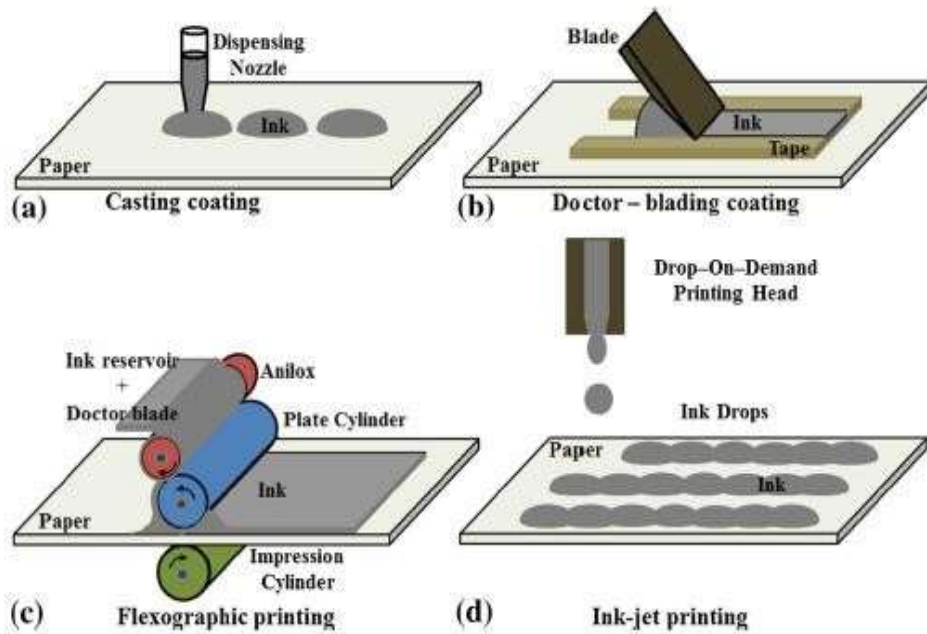 Dispensing
Nozzle
Ink
Paper
(a)
Casting coating
Blade
Ink
Tape
Paper
(b)
Doctor – blading coating
Ink reservoir
+
Doctor blade
Anilox
Plate Cylinder
Ink
Paper
Impression
Cylinder
(c)
Flexographic printing
Drop–On–Demand
Printing Head
Ink Drops
Paper
Ink
(d)
Ink-jet printing